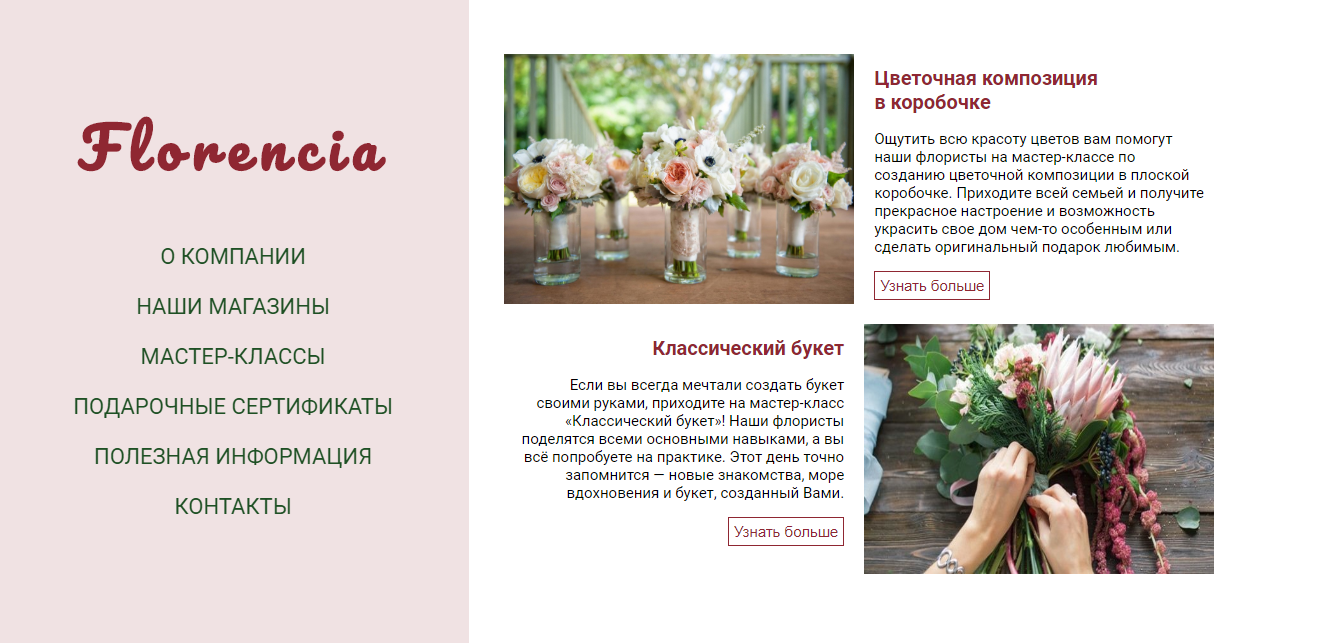 Florencia
О КОМПАНИИ
НАШИ МАГАЗИНЫ
МАСТЕР-КЛАССЫ
ПОДАРОЧНЫЕ СЕРТИФИКАТЫ
ПОЛЕЗНАЯ ИНФОРМАЦИЯ
КОНТАКТЫ
Цветочная композиция
в коробочке
Ощутить всю красоту цветов вам помогут
наши флористы на мастер-классе по
созданию цветочной композиции в плоской
коробочке. Приходите всей семьей и получите
прекрасное настроение и возможность
украсить свое дом чем-то особенным или
сделать оригинальный подарок любимым.
Узнать больше
Классический букет
Если вы всегда мечтали создать букет
своими руками, приходите на мастер-класс
«Классический букет»! Наши флористы
поделятся всеми основными навыками, а вы
всё попробуете на практике. Этот день точно
запомнится — новые знакомства, море
вдохновения и букет, созданный Вами.
Узнать больше